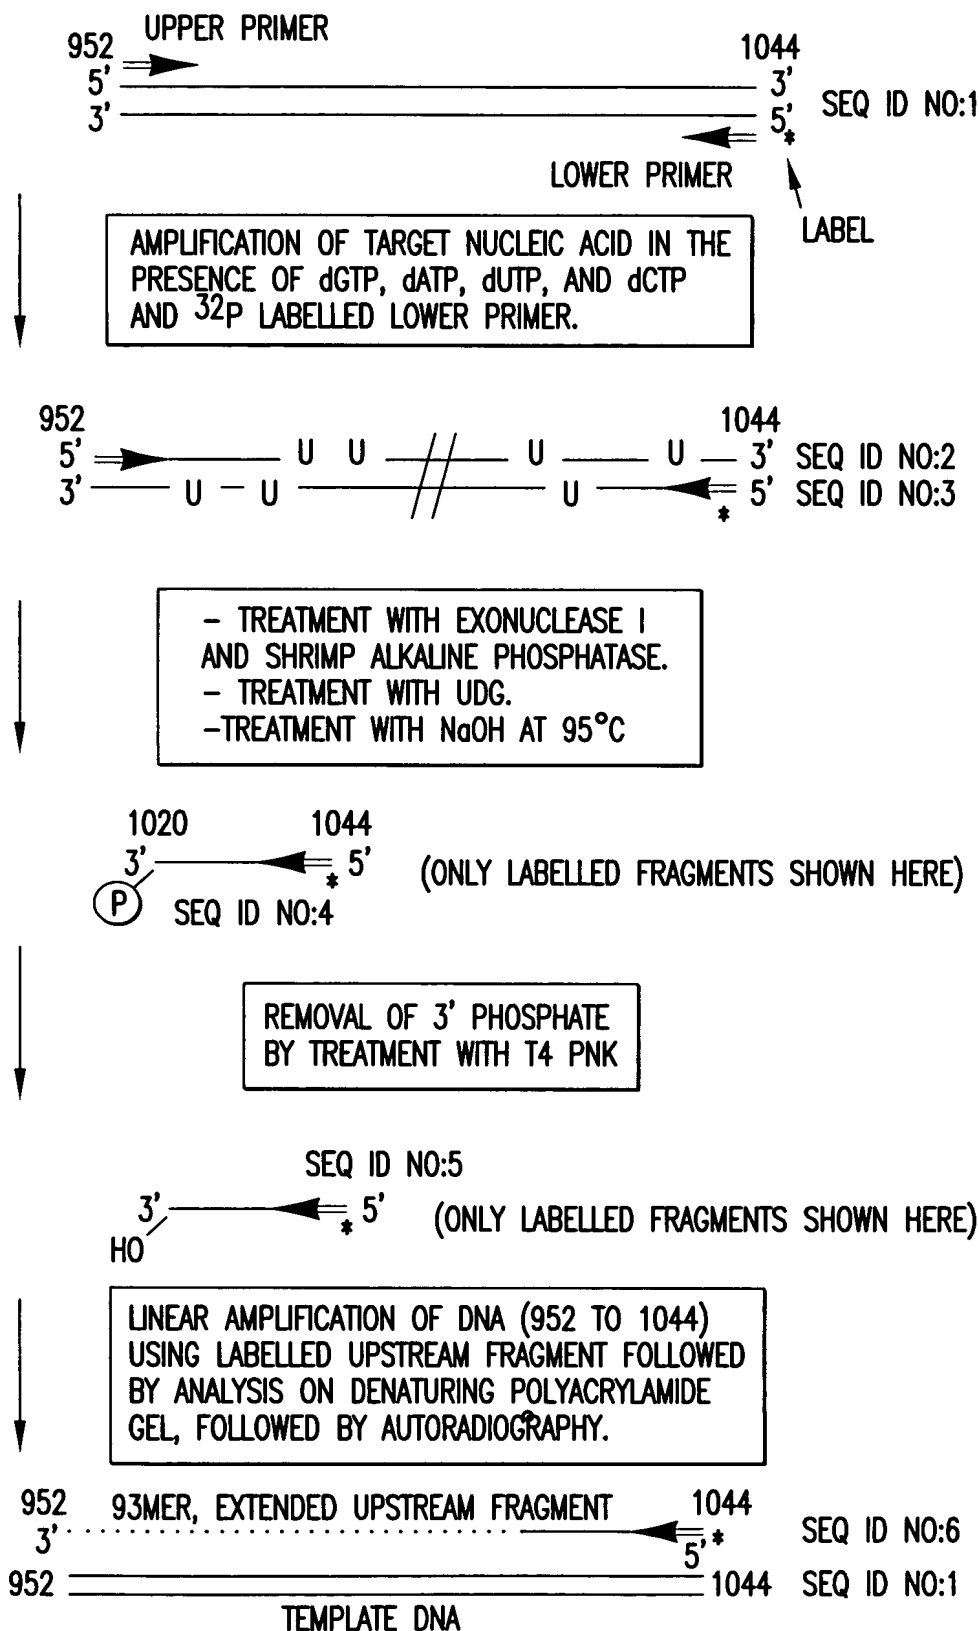 UPPER PRIMER
952 1044
5' 3'
3' 5' SEQ ID NO:1
*
LOWER PRIMER
LABEL
AMPLIFICATION OF TARGET NUCLEIC ACID IN THE
PRESENCE OF dGTP, dATP, dUTP, AND dCTP
AND 32P LABELLED LOWER PRIMER.
952 1044
5' U U U U 3' SEQ ID NO:2
3' U U U 5' SEQ ID NO:3
*
- TREATMENT WITH EXONUCLEASE I
AND SHRIMP ALKALINE PHOSPHATASE.
- TREATMENT WITH UDG.
-TREATMENT WITH NaOH AT 95°C
1020 1044
3' 5' (ONLY LABELLED FRAGMENTS SHOWN HERE)
*
P SEQ ID NO:4
REMOVAL OF 3' PHOSPHATE
BY TREATMENT WITH T4 PNK
SEQ ID NO:5
3' 5' (ONLY LABELLED FRAGMENTS SHOWN HERE)
*
HO
LINEAR AMPLIFICATION OF DNA (952 TO 1044)
USING LABELLED UPSTREAM FRAGMENT FOLLOWED
BY ANALYSIS ON DENATURING POLYACRYLAMIDE
GEL, FOLLOWED BY AUTORADIOGRAPHY.
952 93MER, EXTENDED UPSTREAM FRAGMENT 1044
3' * SEQ ID NO:6
5'
952 1044 SEQ ID NO:1
TEMPLATE DNA